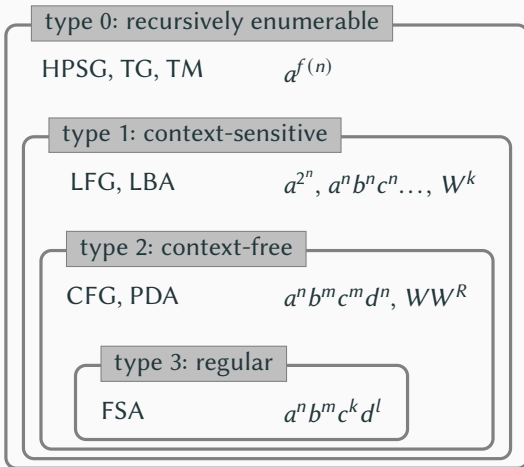 type 0: recursively enumerable
HPSG, TG, TM a^{f(n)}
type 1: context-sensitive
LFG, LBA a^{2^n}, a^n b^n c^n ..., W^k
type 2: context-free
CFG, PDA a^n b^m c^m d^n, WW^R
type 3: regular
FSA a^n b^m c^k d^l